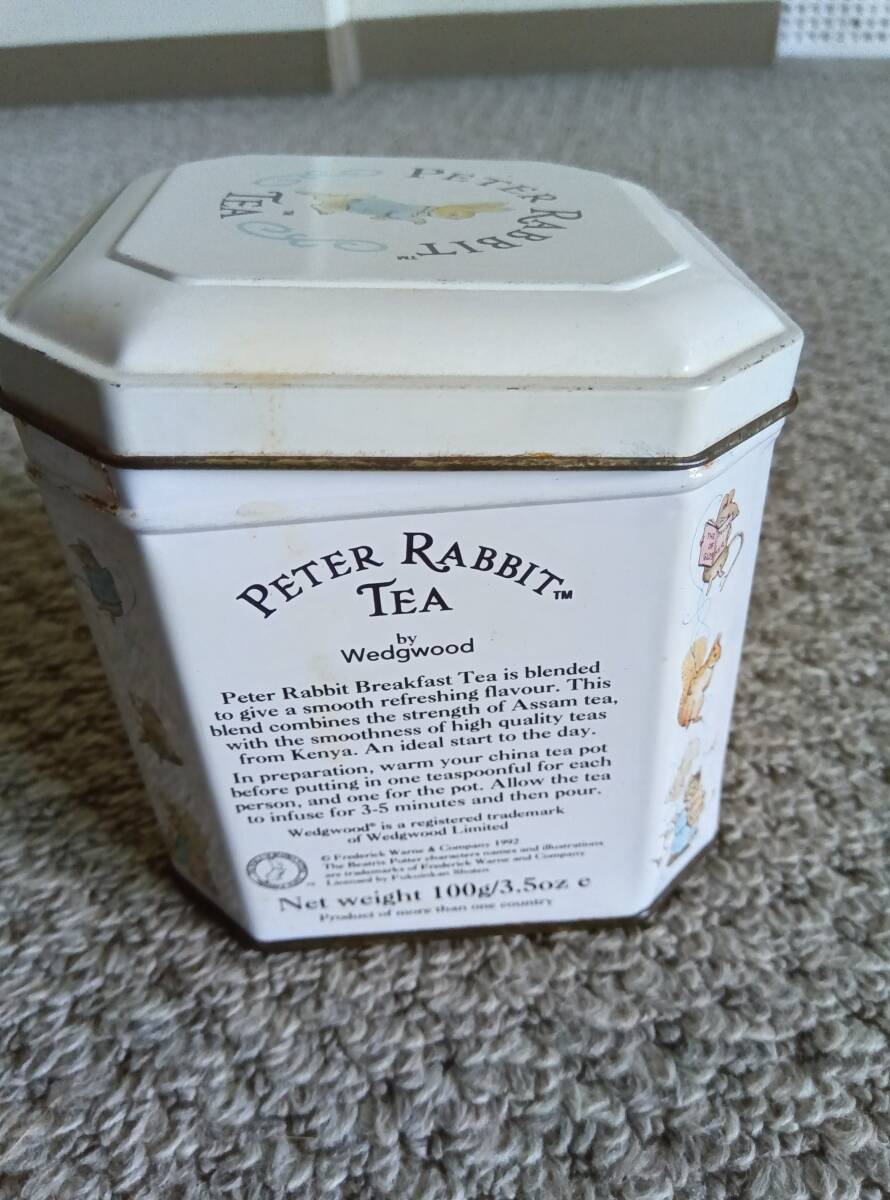 PETER RABBIT™
TEA™
PETER RABBIT™
TEA
by
Wedgwood
Peter Rabbit Breakfast Tea is blended
to give a smooth refreshing flavour. This
blend combines the strength of Assam tea,
with the smoothness of high quality teas
from Kenya. An ideal start to the day.
In preparation, warm your china tea pot
before putting in one teaspoonful for each
person, and one for the pot. Allow the tea
to infuse for 3-5 minutes and then pour.
Wedgwood® is a registered trademark
of Wedgwood Limited
© Frederick Warne & Company 1992
The Beatrix Potter characters names and illustrations
are trademarks of Frederick Warne and Company
Licensed by Fukuinkan Shoten
Net weight 100g/3.5oz e
Product of more than one country